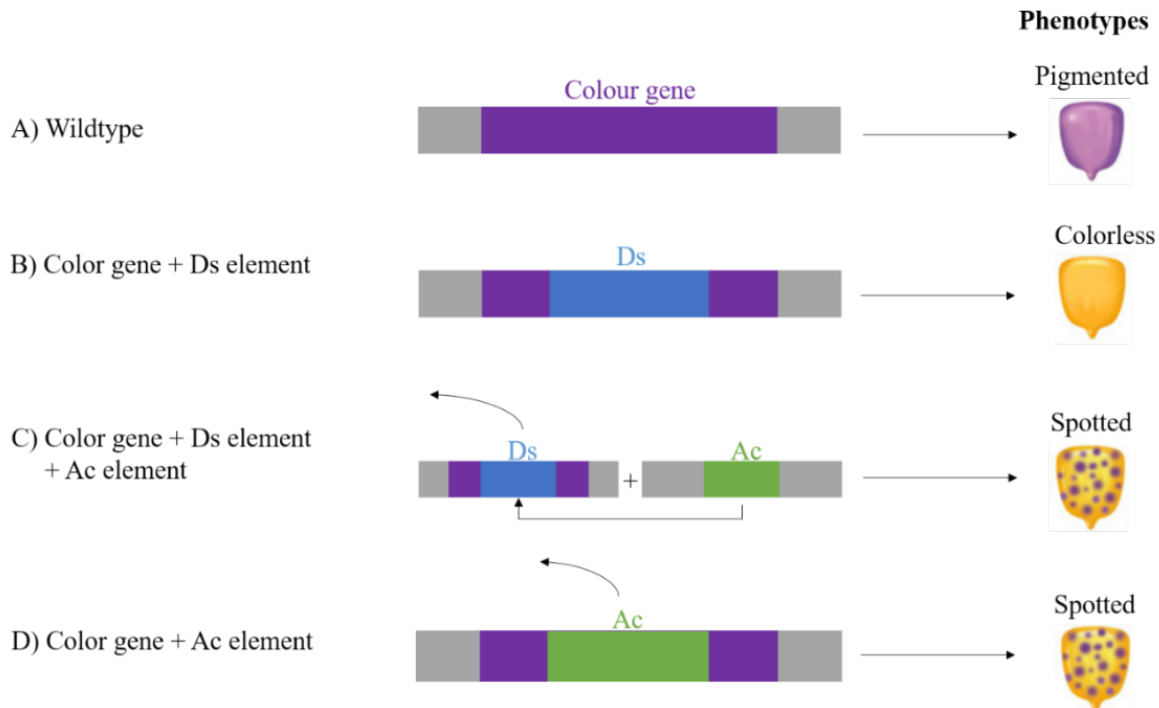 Phenotypes
Pigmented
Colour gene
A) Wildtype
Colorless
Ds
B) Color gene + Ds element
Spotted
C) Color gene + Ds element
+ Ac element
Ds
+
Ac
Spotted
Ac
D) Color gene + Ac element